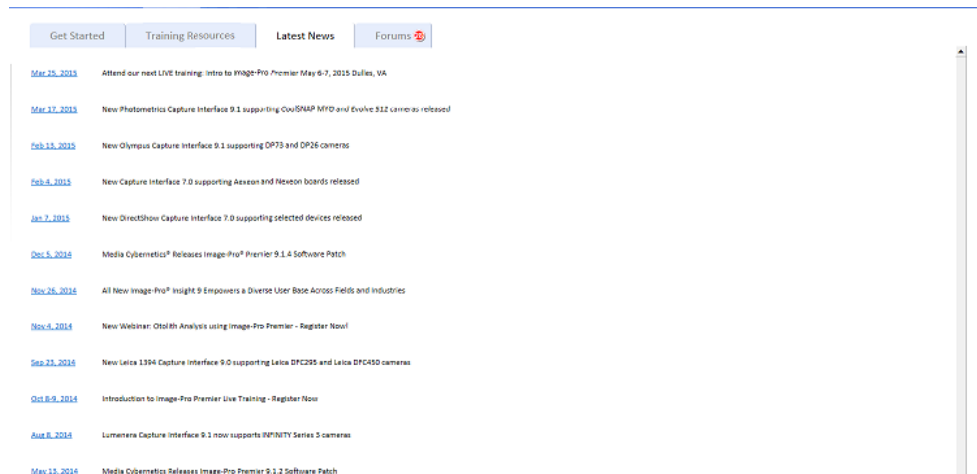 Get Started Training Resources Latest News Forums
Mar 25, 2015 Attend our next LIVE training: Intro to Image-Pro Premier May 6-7, 2015 Dulles, VA
Mar 17, 2015 New Photometrics Capture Interface 9.1 supporting CoolSNAP MYO and Evolve 512 cameras released
Feb 13, 2015 New Olympus Capture Interface 9.1 supporting DP73 and DP26 cameras
Feb 4, 2015 New Capture Interface 7.0 supporting and boards released
Jan 7, 2015 New DirectShow Capture Interface 7.0 supporting selected devices released
Dec 5, 2014 Media Cybernetics® Releases Image-Pro® Premier 9.1.4 Software Patch
Nov 26, 2014 All New Image-Pro® Insight 9 Empowers a Diverse User Base Across Fields and Industries
Nov 4, 2014 New Webinar: Otolith Analysis using Image-Pro Premier - Register Now!
Sep 23, 2014 New Leica 1394 Capture Interface 9.0 supporting Leica DFC295 and Leica DFC450 cameras
Oct 8-9, 2014 Introduction to Image-Pro Premier Live Training - Register Now
Aug 8, 2014 Lumenera Capture Interface 9.1 now supports INFINITY Series 5 cameras
May 13, 2014 Media Cybernetics Releases Image-Pro Premier 9.1.2 Software Patch